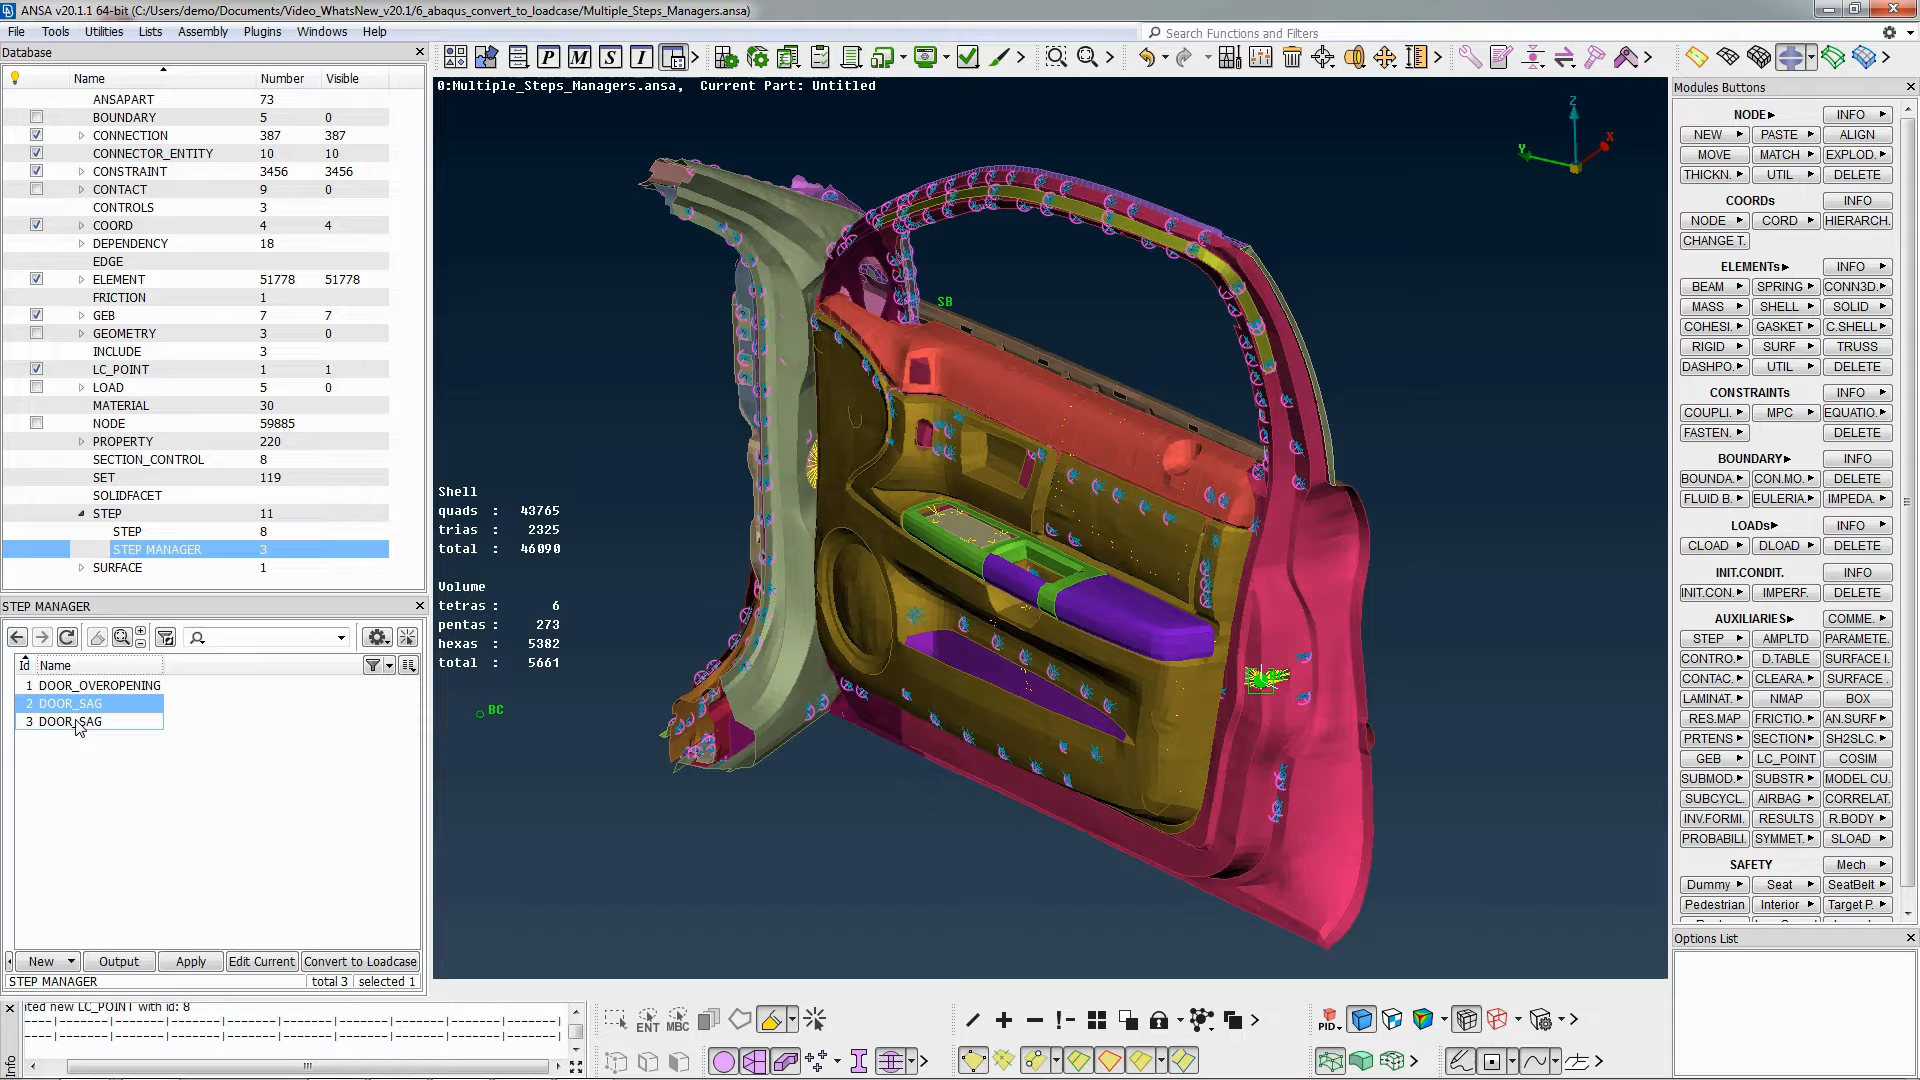 ANSA v20.1.1 64-bit (C:/Users/demo/Documents/Video_WhatsNew_v20.1/6_abaqus_convert_to_loadcase/Multiple_Steps_Managers.ansa)
File Tools Utilities Lists Assembly Plugins Windows Help
Search Functions and Filters
Database
Name Number Visible
ANSAPART 73
BOUNDARY 5 0
CONNECTION 387 387
CONNECTOR_ENTITY 10 10
CONSTRAINT 3456 3456
CONTACT 9 0
CONTROLS 3
COORD 4 4
DEPENDENCY 18
EDGE
ELEMENT 51778 51778
FRICTION 1
GEB 7 7
GEOMETRY 3 0
INCLUDE 3
LC_POINT 1 1
LOAD 5 0
MATERIAL 30
NODE 59885
PROPERTY 220
SECTION_CONTROL 8
SET 119
SOLIDFACET
STEP 11
STEP 8
STEP MANAGER 3
SURFACE 1
STEP MANAGER
Id Name
1 DOOR_OVEROPENING
2 DOOR_SAG
3 DOOR_SAG
New Output Apply Edit Current Convert to Loadcase
STEP MANAGER total 3 selected 1
ited new LC_POINT with id: 8
----|-------|-------|-------|-------|-------|-------|-------|
----|-------|-------|-------|-------|-------|-------|-------|
Info
P M S I
0:Multiple_Steps_Managers.ansa, Current Part: Untitled
Z
Y
X
SB
BC
Shell
quads : 43765
trias : 2325
total : 46090
Volume
tetras : 6
pentas : 273
hexas : 5382
total : 5661
ENT MBC
PID
Modules Buttons
NODE INFO
NEW PASTE ALIGN
MOVE MATCH EXPLOD.
THICKN. UTIL DELETE
COORDs INFO
NODE CORD HIERARCH.
CHANGE T.
ELEMENTs INFO
BEAM SPRING CONN3D.
MASS SHELL SOLID
COHESI. GASKET C.SHELL
RIGID SURF TRUSS
DASHPO. UTIL DELETE
CONSTRAINTS INFO
COUPLI. MPC EQUATIO.
FASTEN. DELETE
BOUNDARY INFO
BOUNDA. CON.MO. DELETE
FLUID B. EULERIA. IMPEDA.
LOADs INFO
CLOAD DLOAD DELETE
INIT.CONDIT. INFO
INIT.CON. IMPERF. DELETE
AUXILIARIES COMME.
STEP AMPLTD PARAMETE.
CONTRO. D.TABLE SURFACE I.
CONTAC. CLEARA. SURFACE .
LAMINAT. NMAP BOX
RES.MAP FRICTIO. AN.SURF
PRTENS SECTION SH2SLC.
GEB LC_POINT COSIM
SUBMOD. SUBSTR MODEL CU.
SUBCYCL. AIRBAG CORRELAT.
INV.FORMI. RESULTS R.BODY
PROBABILI. SYMMET. SLOAD
SAFETY Mech
Dummy Seat SeatBelt
Pedestrian Interior Target P.
Options List